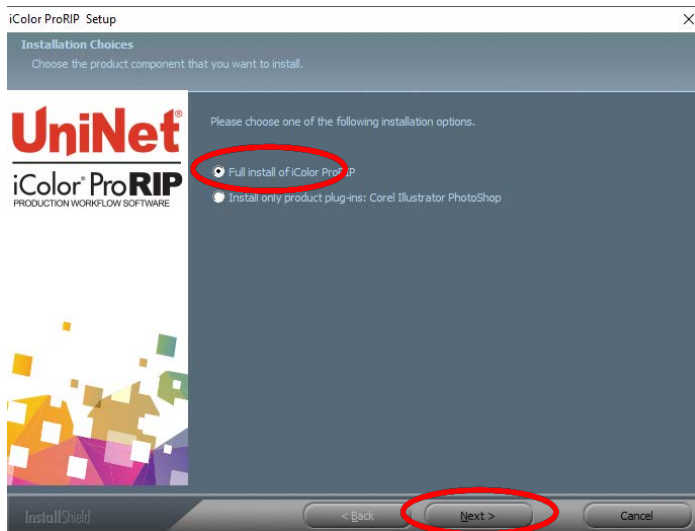 iColor ProRIP Setup
Installation Choices
Choose the product component that you want to install.
UniNet®
iColor® ProRIP
PRODUCTION WORKFLOW SOFTWARE
Please choose one of the following installation options.
Full install of iColor ProRIP
Install only product plug-ins: Corel Illustrator PhotoShop
InstallShield
< Back
Next >
Cancel